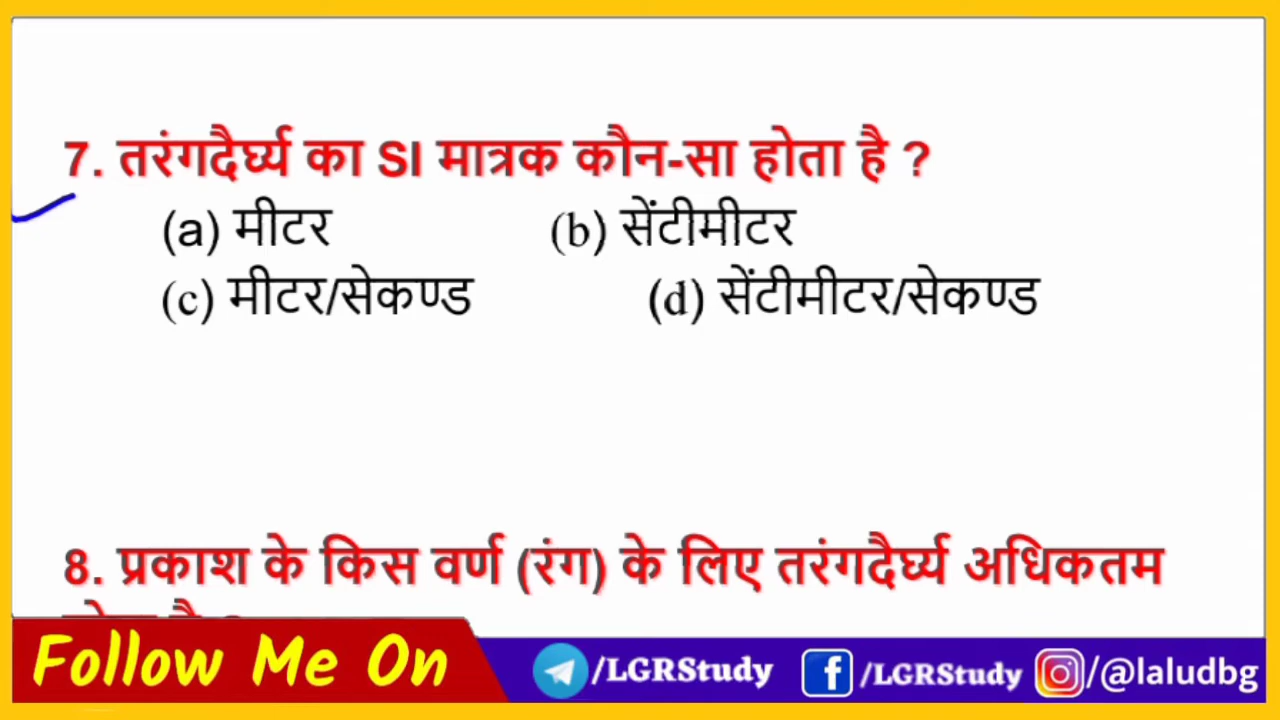 7. तरंगदैर्घ्य का SI मात्रक कौन-सा होता है ?
(a) मीटर (b) सेंटीमीटर
(c) मीटर/सेकण्ड (d) सेंटीमीटर/सेकण्ड
8. प्रकाश के किस वर्ण (रंग) के लिए तरंगदैर्घ्य अधिकतम
Follow Me On /LGRStudy /LGRStudy /@laludbg